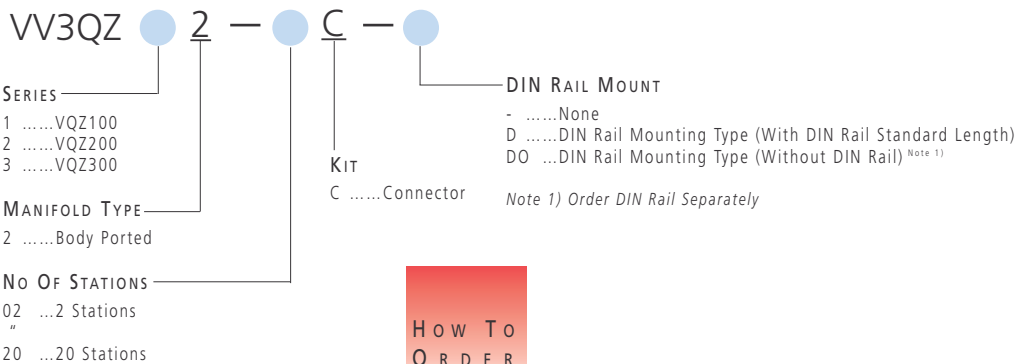 VV3QZ 2 – C –
SERIES
1 ......VQZ100
2 ......VQZ200
3 ......VQZ300
MANIFOLD TYPE
2 ......Body Ported
NO OF STATIONS
02 ...2 Stations
"
20 ...20 Stations
KIT
C ......Connector
DIN RAIL MOUNT
- ......None
D ......DIN Rail Mounting Type (With DIN Rail Standard Length)
DO ...DIN Rail Mounting Type (Without DIN Rail) Note 1)
Note 1) Order DIN Rail Separately
HOW TO
ORDER